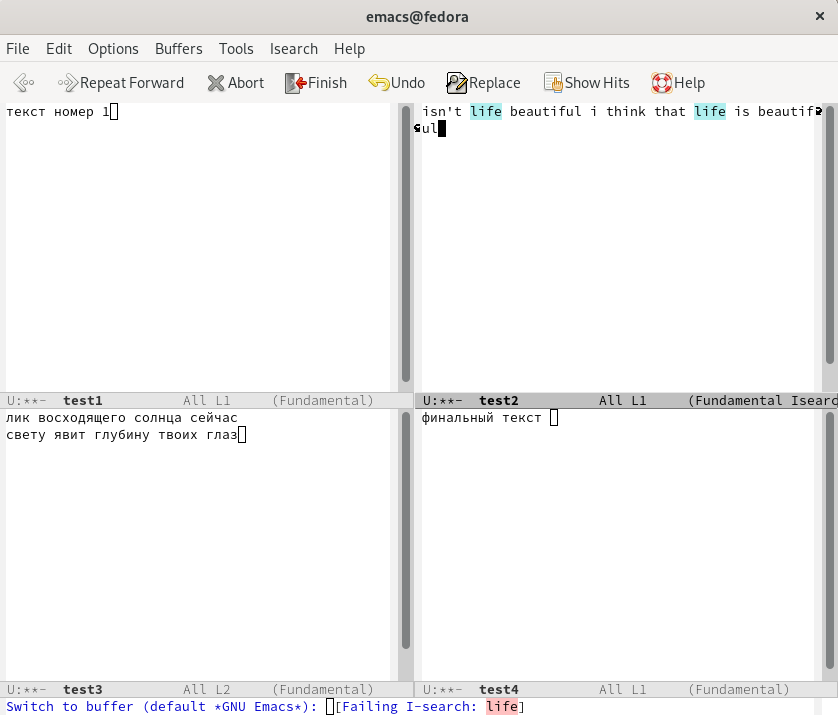 emacs@fedora
File Edit Options Buffers Tools Isearch Help
Repeat Forward Abort Finish Undo Replace Show Hits Help
текст номер 1
isn't life beautiful i think that life is beautif
ul
U:**- test1 All L1 (Fundamental)
U:**- test2 All L1 (Fundamental Isearc
лик восходящего солнца сейчас
свету явит глубину твоих глаз
финальный текст
U:**- test3 All L2 (Fundamental)
U:**- test4 All L1 (Fundamental)
Switch to buffer (default *GNU Emacs*): [Failing I-search: life]